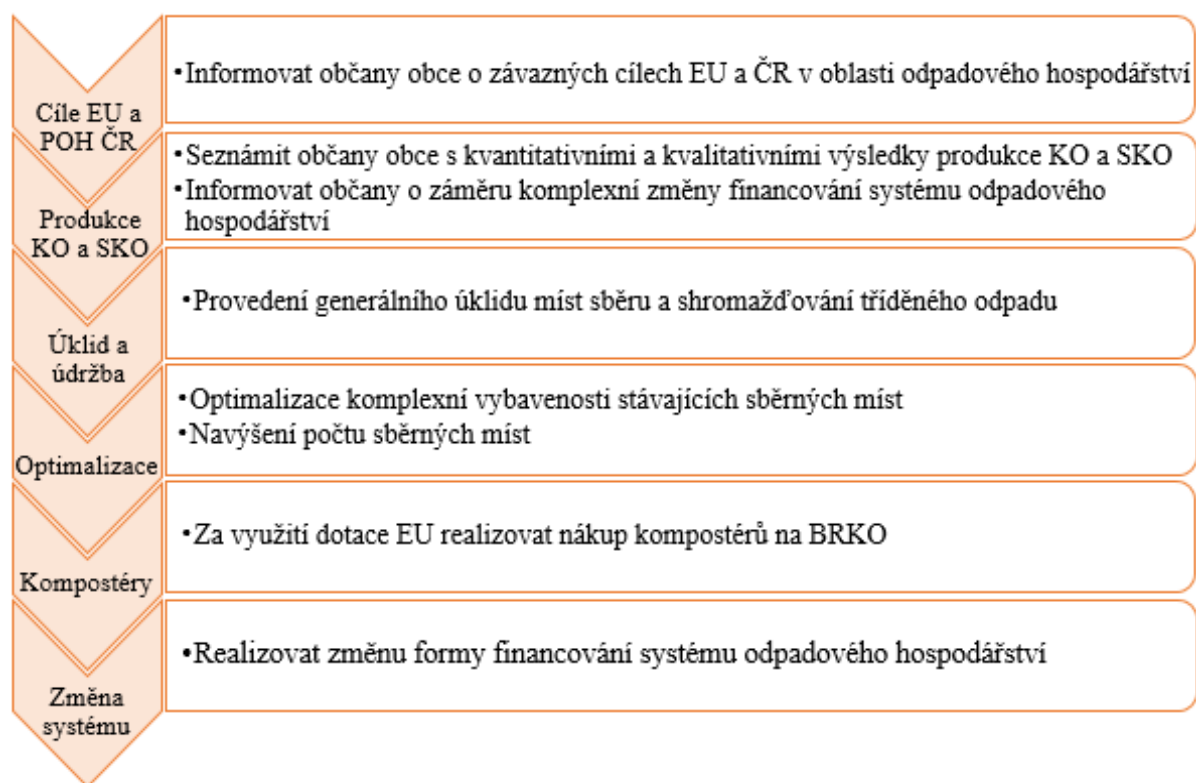 Cíle EU a
POH ČR
•Informovat občany obce o závazných cílech EU a ČR v oblasti odpadového hospodářství
Produkce
KO a SKO
•Seznámit občany obce s kvantitativními a kvalitativními výsledky produkce KO a SKO
•Informovat občany o záměru komplexní změny financování systému odpadového
hospodářství
Úklid a
údržba
•Provedení generálního úklidu míst sběru a shromažďování tříděného odpadu
Optimalizace
•Optimalizace komplexní vybavenosti stávajících sběrných míst
•Navýšení počtu sběrných míst
Kompostéry
•Za využití dotace EU realizovat nákup kompostérů na BRKO
Změna
systému
•Realizovat změnu formy financování systému odpadového hospodářství